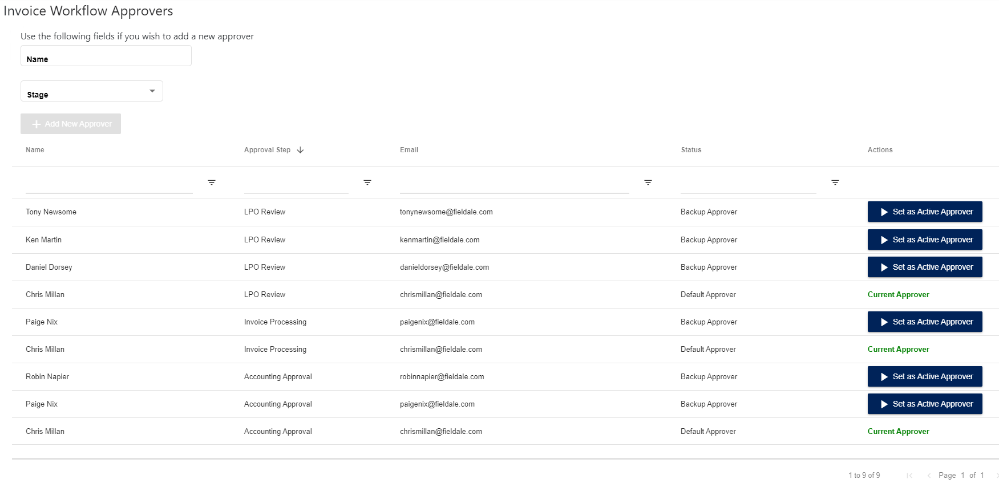 Invoice Workflow Approvers
Use the following fields if you wish to add a new approver
Name
Stage
Add New Approver
Name Approval Step Email Status Actions
Tony Newsome LPO Review tonynewsome@fieldale.com Backup Approver Set as Active Approver
Ken Martin LPO Review kenmartin@fieldale.com Backup Approver Set as Active Approver
Daniel Dorsey LPO Review danieldorsey@fieldale.com Backup Approver Set as Active Approver
Chris Millan LPO Review chrismillan@fieldale.com Default Approver Current Approver
Paige Nix Invoice Processing paigenix@fieldale.com Backup Approver Set as Active Approver
Chris Millan Invoice Processing chrismillan@fieldale.com Default Approver Current Approver
Robin Napier Accounting Approval robinnapier@fieldale.com Backup Approver Set as Active Approver
Paige Nix Accounting Approval paigenix@fieldale.com Backup Approver Set as Active Approver
Chris Millan Accounting Approval chrismillan@fieldale.com Default Approver Current Approver
1 to 9 of 9 Page 1 of 1